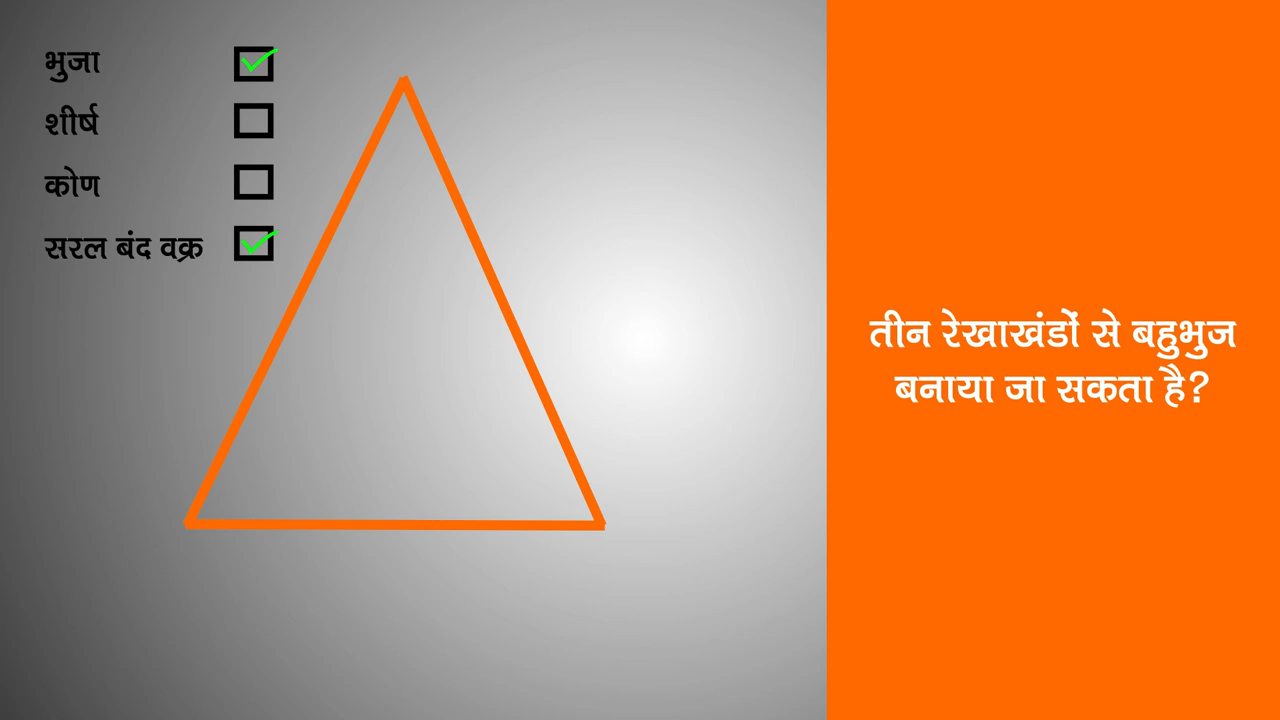 भुजा
शीर्ष
कोण
सरल बंद वक्र
तीन रेखाखंडों से बहुभुज
बनाया जा सकता है?